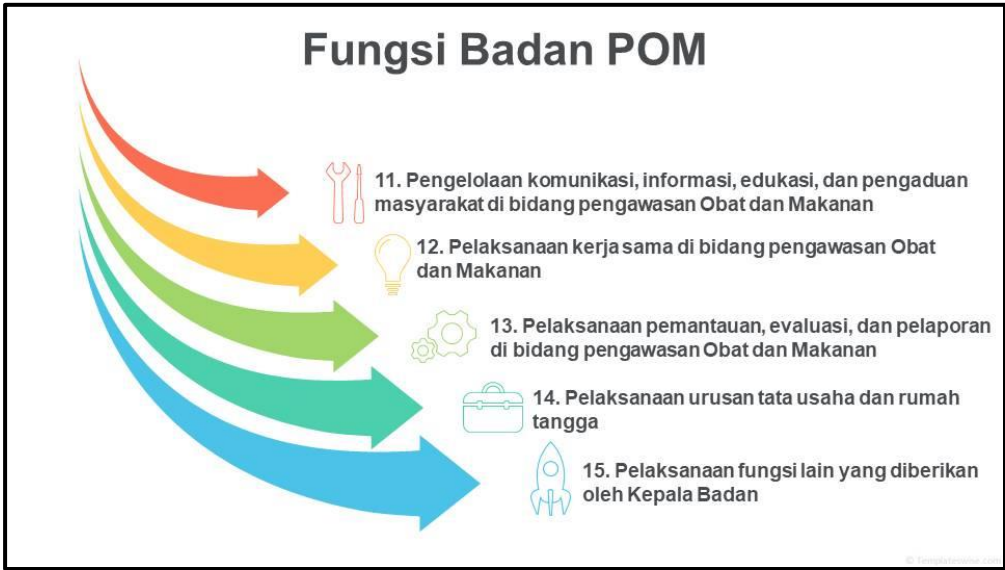 Fungsi Badan POM
11. Pengelolaan komunikasi, informasi, edukasi, dan pengaduan
masyarakat di bidang pengawasan Obat dan Makanan
12. Pelaksanaan kerja sama di bidang pengawasan Obat
dan Makanan
13. Pelaksanaan pemantauan, evaluasi, dan pelaporan
di bidang pengawasan Obat dan Makanan
14. Pelaksanaan urusan tata usaha dan rumah
tangga
15. Pelaksanaan fungsi lain yang diberikan
oleh Kepala Badan